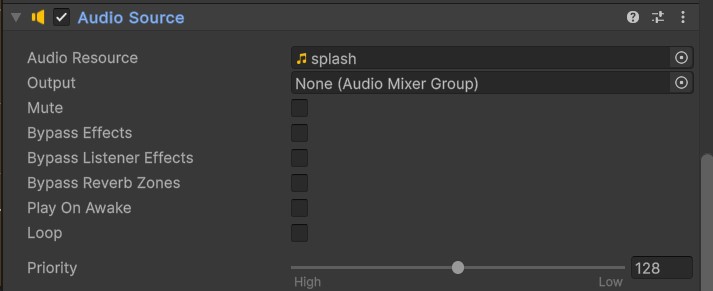 Audio Source
Audio Resource splash
Output None (Audio Mixer Group)
Mute
Bypass Effects
Bypass Listener Effects
Bypass Reverb Zones
Play On Awake
Loop
Priority 128
High Low